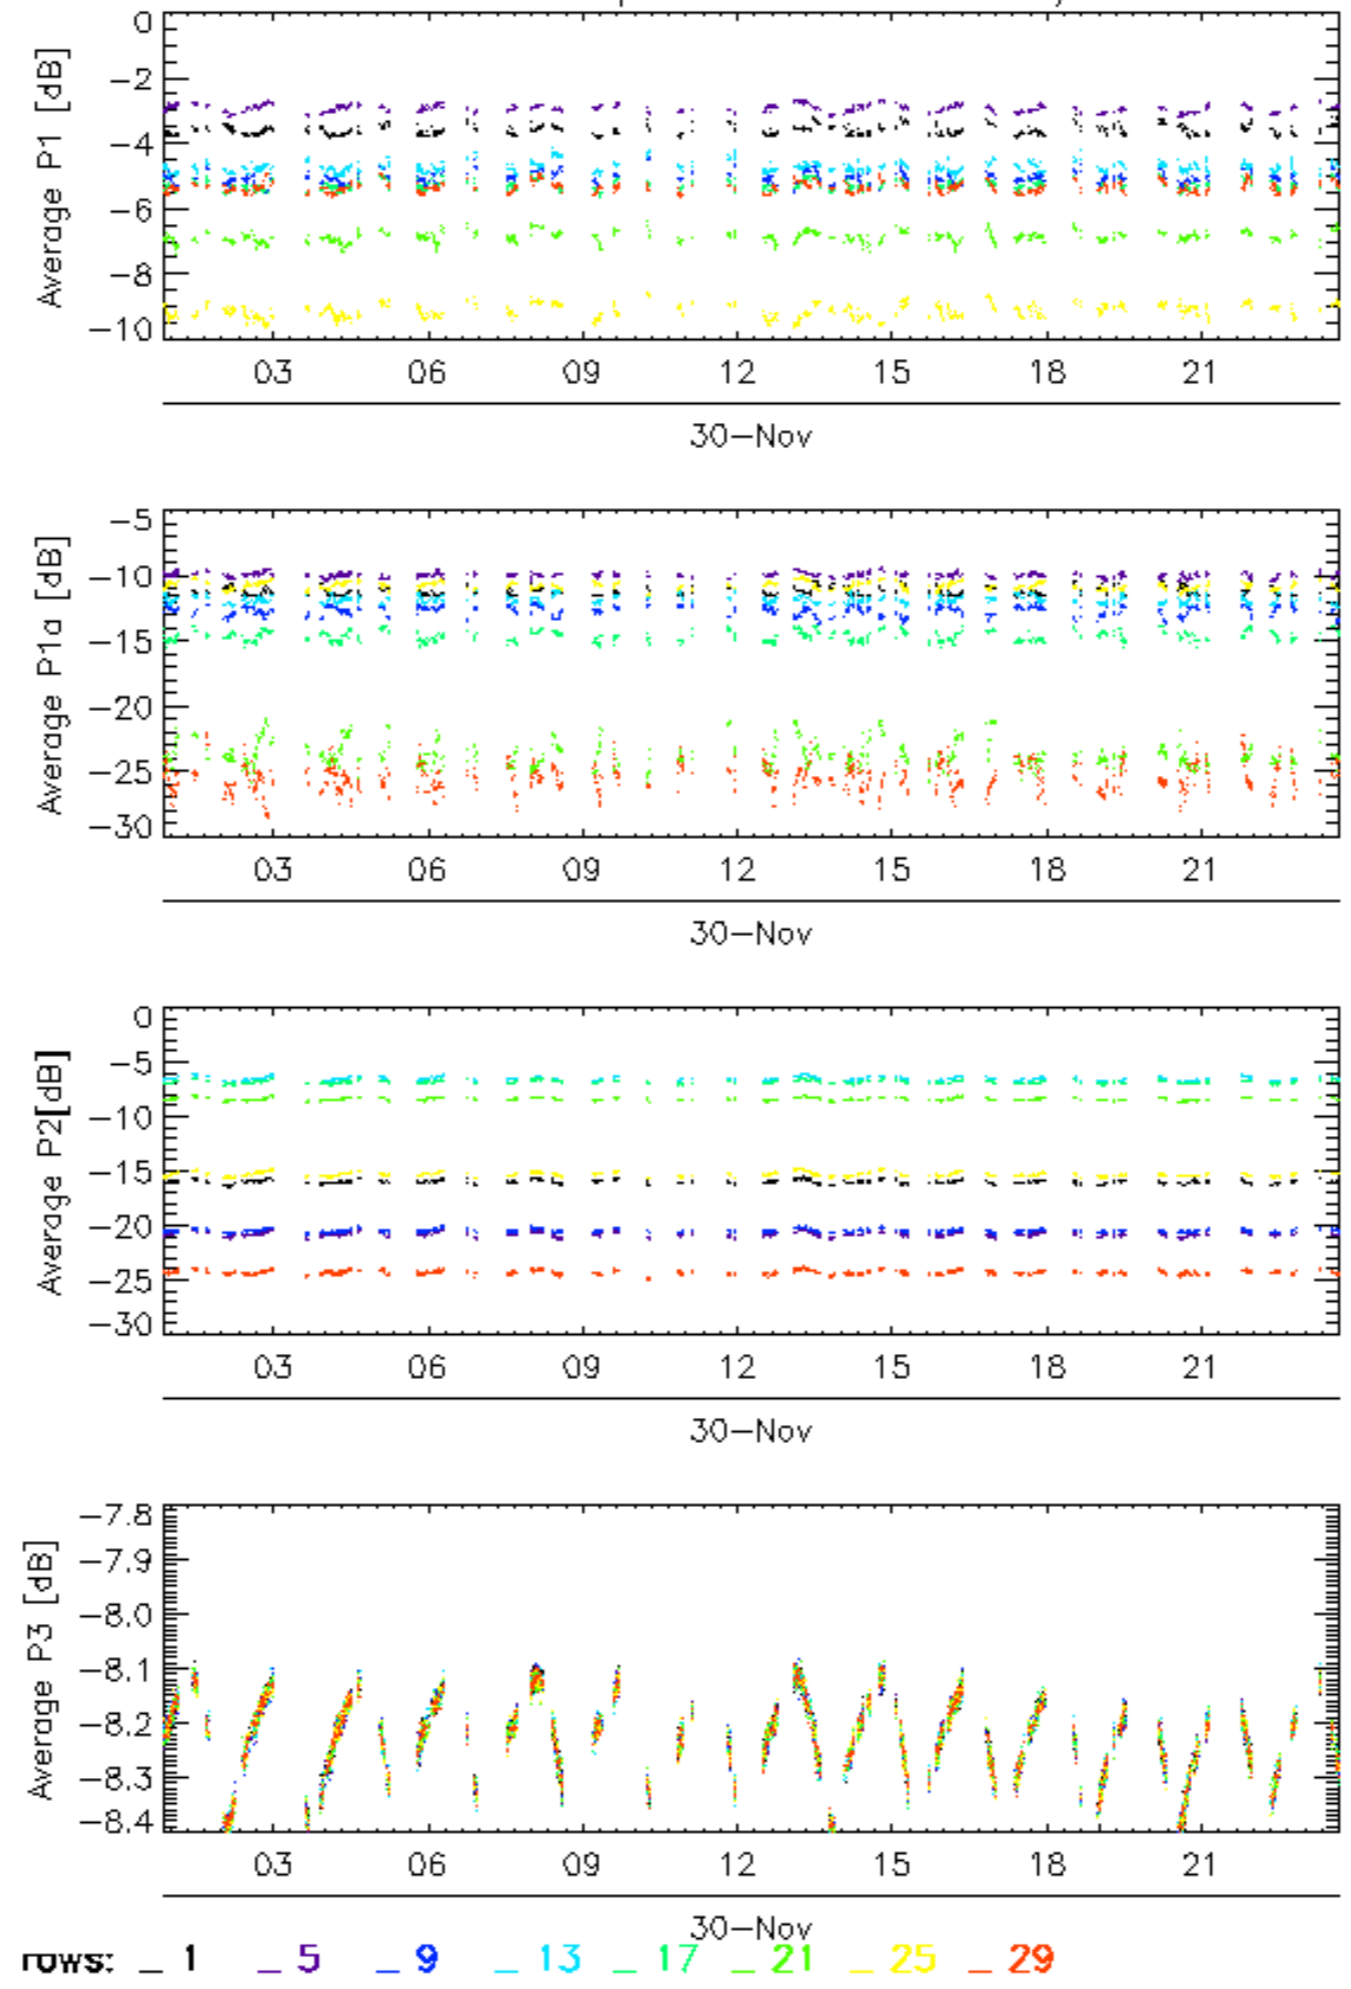 0
−2
−4
−6
−8
−10
Average P1 [dB]
03 06 09 12 15 18 21
30−Nov
−5
−10
−15
−20
−25
−30
Average P1a [dB]
03 06 09 12 15 18 21
30−Nov
0
−5
−10
−15
−20
−25
−30
Average P2[dB]
03 06 09 12 15 18 21
30−Nov
−7.8
−7.9
−8.0
−8.1
−8.2
−8.3
−8.4
Average P3 [dB]
03 06 09 12 15 18 21
30−Nov
rows: _ 1 _ 5 _ 9 _ 13 _ 17 _ 21 _ 25 _ 29